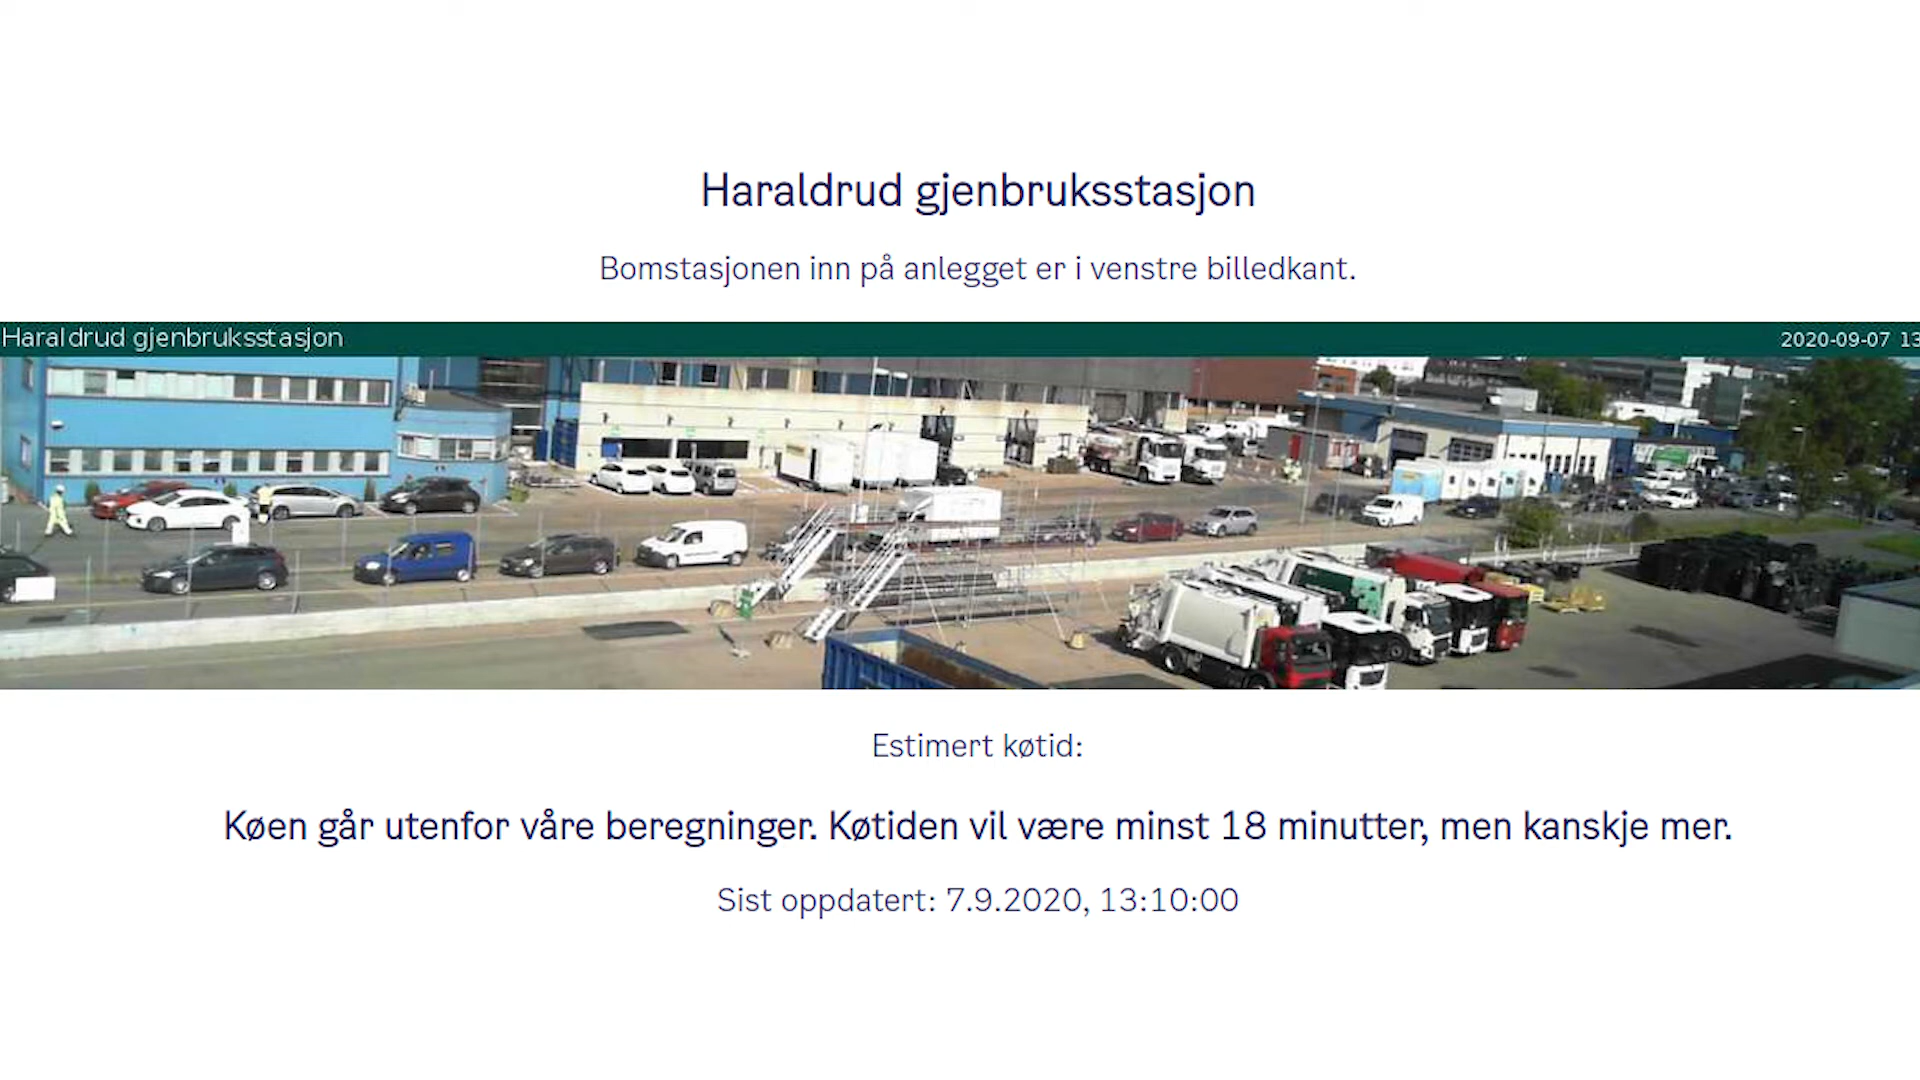 Haraldrud gjenbruksstasjon
Bomstasjonen inn på anlegget er i venstre billedkant.
Haraldrud gjenbruksstasjon
2020-09-07 13
Estimert køtid:
Køen går utenfor våre beregninger. Køtiden vil være minst 18 minutter, men kanskje mer.
Sist oppdatert: 7.9.2020, 13:10:00